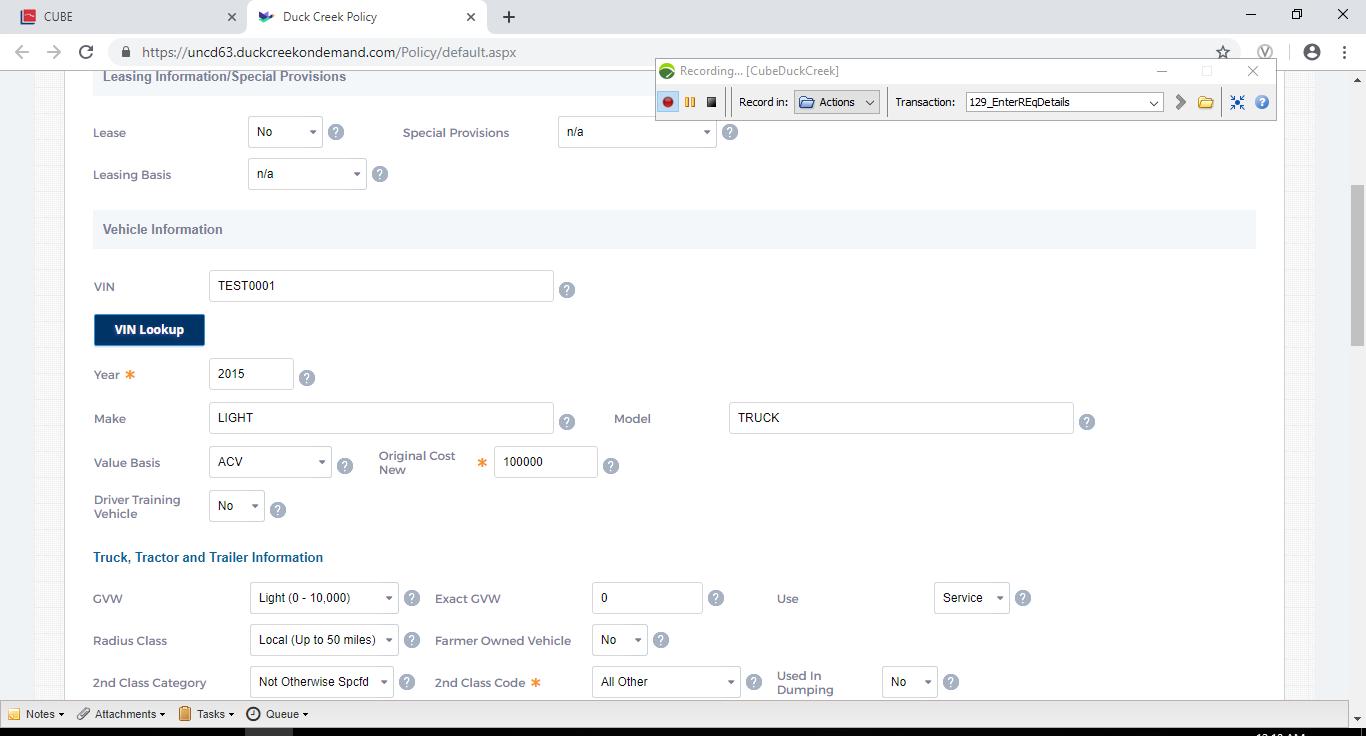 CUBE
Duck Creek Policy
https://uncd63.duckcreekondemand.com/Policy/default.aspx
Recording... [CubeDuckCreek]
Record in: Actions Transaction: 129_EnterREqDetails
Leasing Information/Special Provisions
Lease No ? Special Provisions n/a ?
Leasing Basis n/a ?
Vehicle Information
VIN TEST0001 ?
VIN Lookup
Year * 2015 ?
Make LIGHT ? Model TRUCK ?
Value Basis ACV ? Original Cost New * 100000 ?
Driver Training Vehicle No ?
Truck, Tractor and Trailer Information
GVW Light (0 - 10,000) ? Exact GVW 0 ? Use Service ?
Radius Class Local (Up to 50 miles) ? Farmer Owned Vehicle No ?
2nd Class Category Not Otherwise Spcfd ? 2nd Class Code * All Other ? Used In Dumping No ?
Notes Attachments Tasks Queue